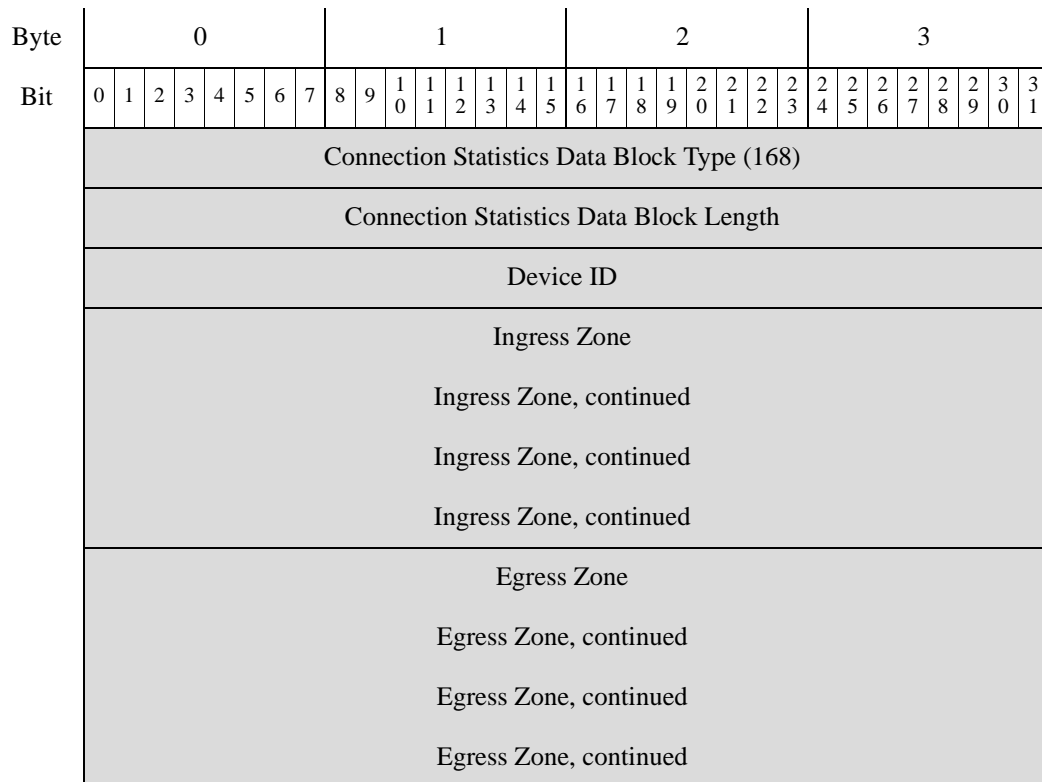 Byte 0 1 2 3
Bit 0 1 2 3 4 5 6 7 8 9 10 11 12 13 14 15 16 17 18 19 20 21 22 23 24 25 26 27 28 29 30 31
Connection Statistics Data Block Type (168)
Connection Statistics Data Block Length
Device ID
Ingress Zone
Ingress Zone, continued
Ingress Zone, continued
Ingress Zone, continued
Egress Zone
Egress Zone, continued
Egress Zone, continued
Egress Zone, continued